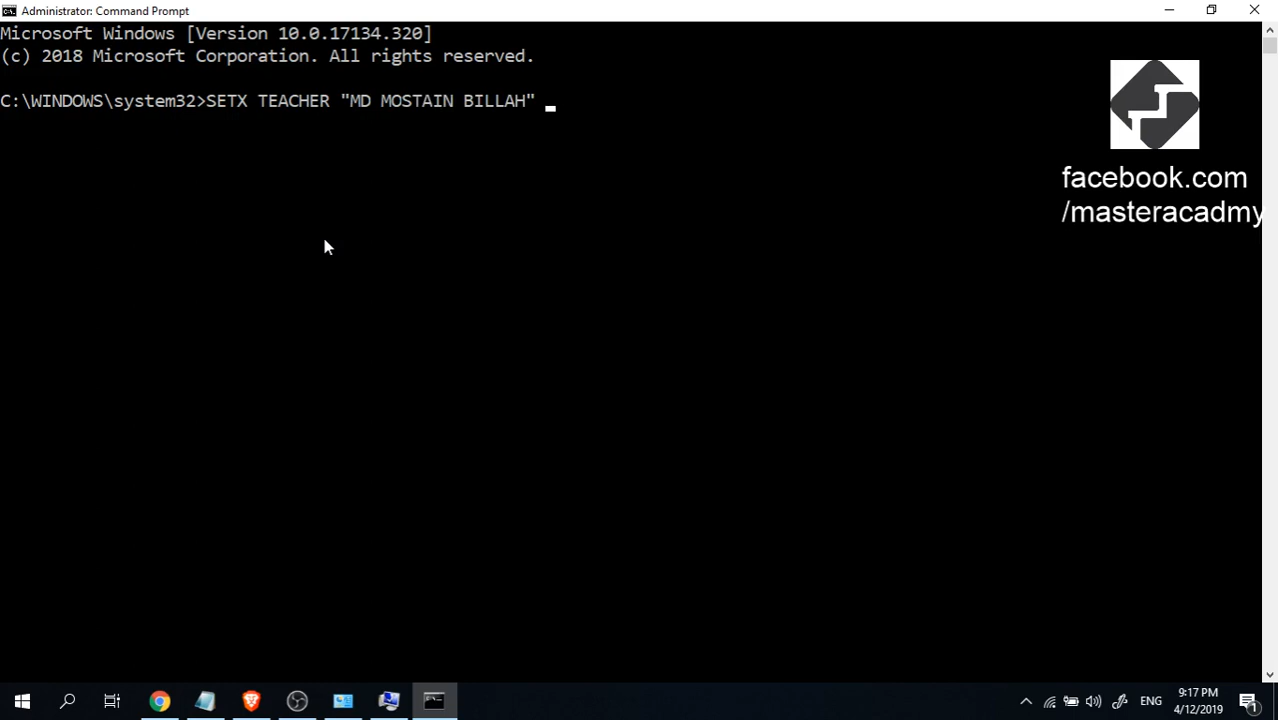 Administrator: Command Prompt
Microsoft Windows [Version 10.0.17134.320]
(c) 2018 Microsoft Corporation. All rights reserved.
C:\WINDOWS\system32>SETX TEACHER "MD MOSTAIN BILLAH"
facebook.com
/masteracadmy
ENG
9:17 PM
4/12/2019
1